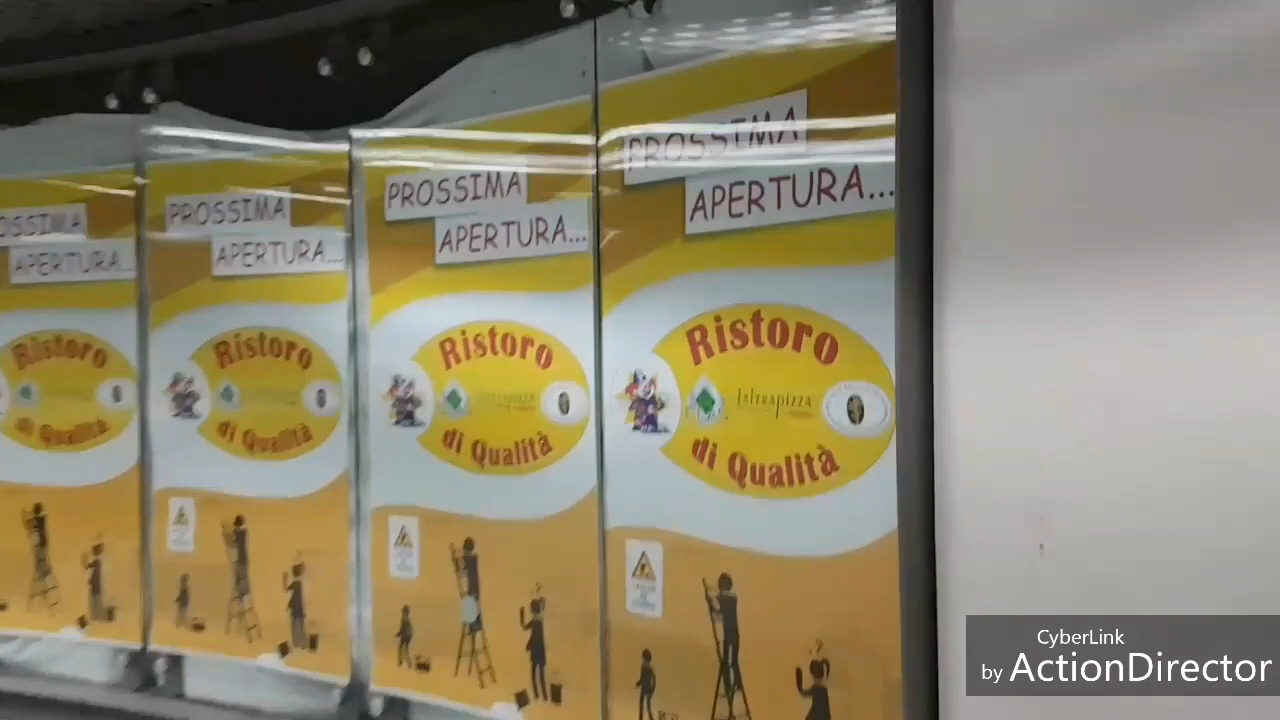 PROSSIMA
APERTURA...
Ristoro
di Qualità
PROSSIMA
APERTURA...
Ristoro
di Qualità
PROSSIMA
APERTURA...
Ristoro
di Qualità
OSSIMA
APERTURA...
Ristoro
di Qualità
CyberLink
by ActionDirector